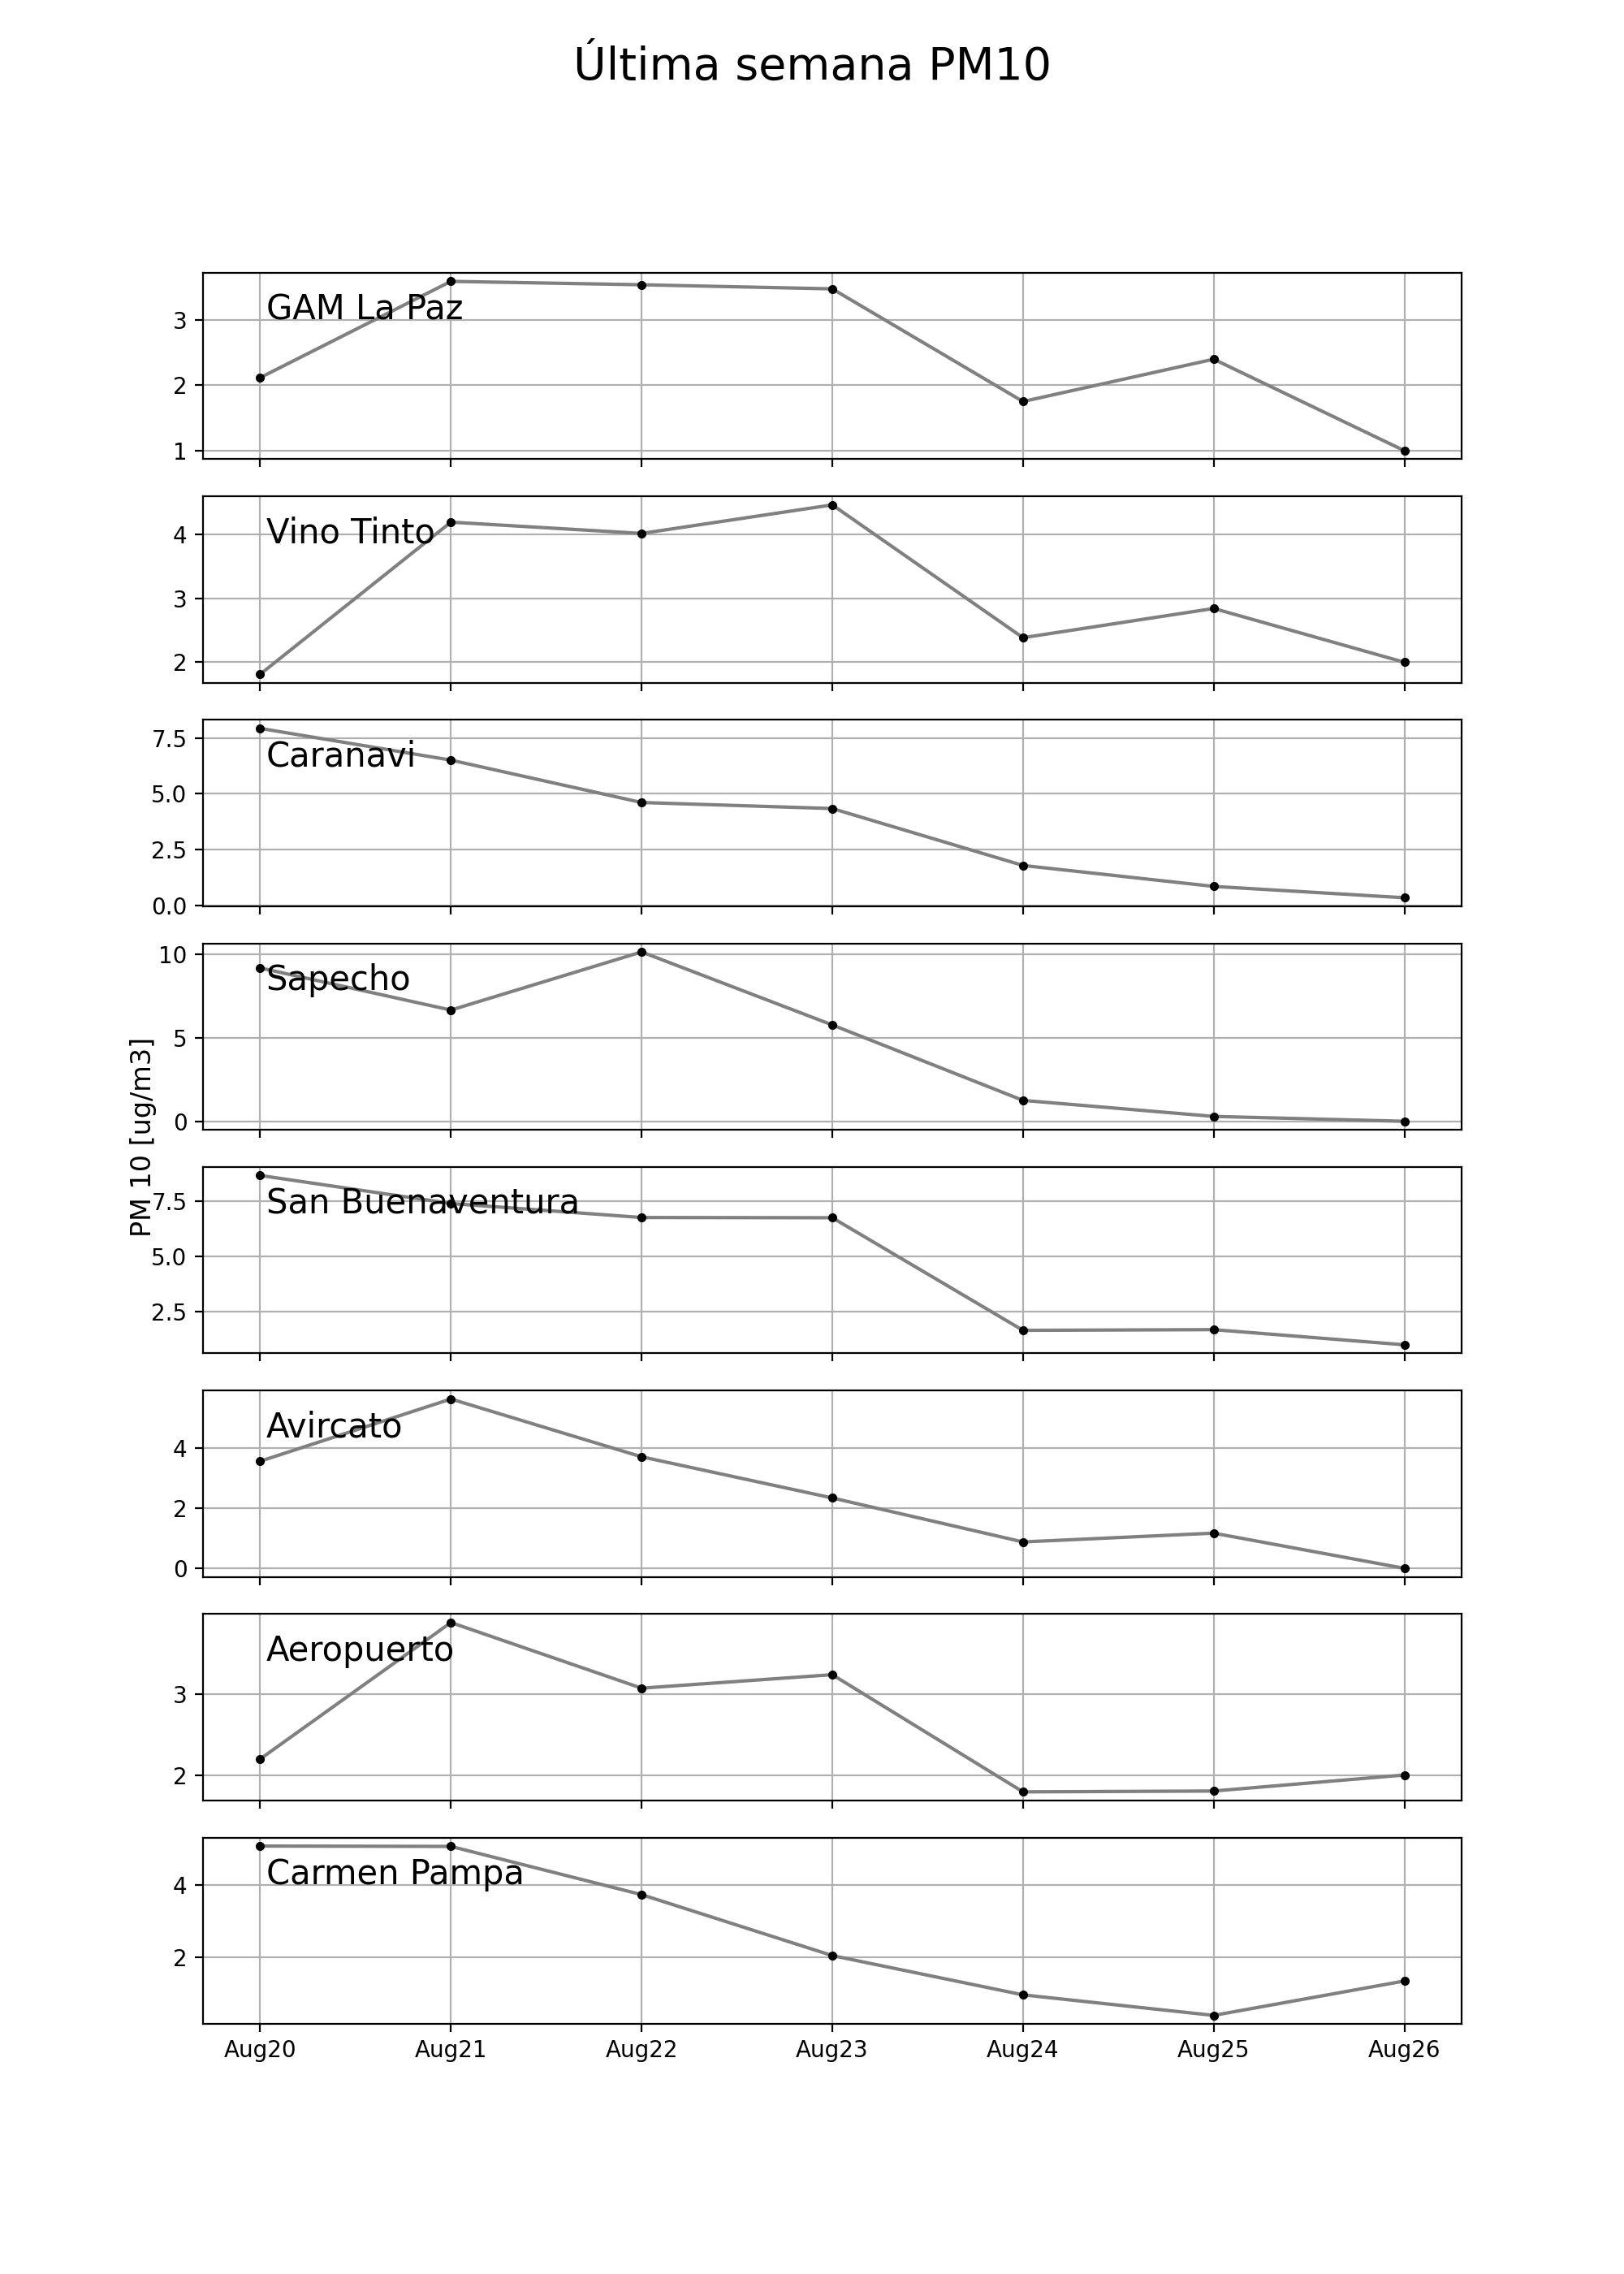 Última semana PM10
GAM La Paz
3
2
1
Vino Tinto
4
3
2
Caranavi
7.5
5.0
2.5
0.0
Sapecho
10
5
0
PM 10 [ug/m3]
San Buenaventura
7.5
5.0
2.5
Avircato
4
2
0
Aeropuerto
3
2
Carmen Pampa
4
2
Aug20 Aug21 Aug22 Aug23 Aug24 Aug25 Aug26